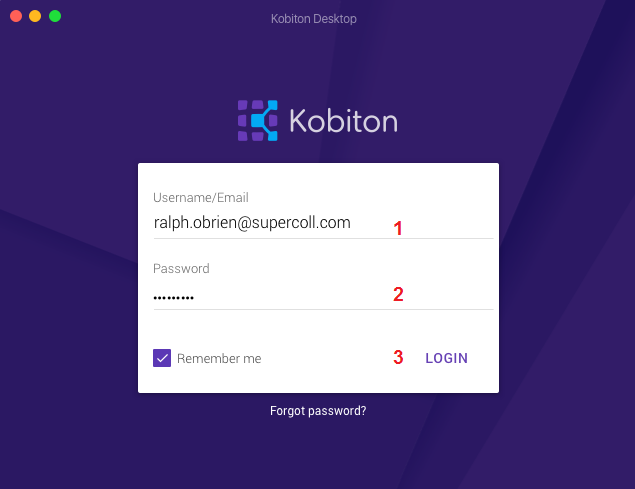 Kobiton Desktop
Kobiton
Username/Email
ralph.obrien@supercoll.com 1
Password
••••••••• 2
Remember me 3 LOGIN
Forgot password?